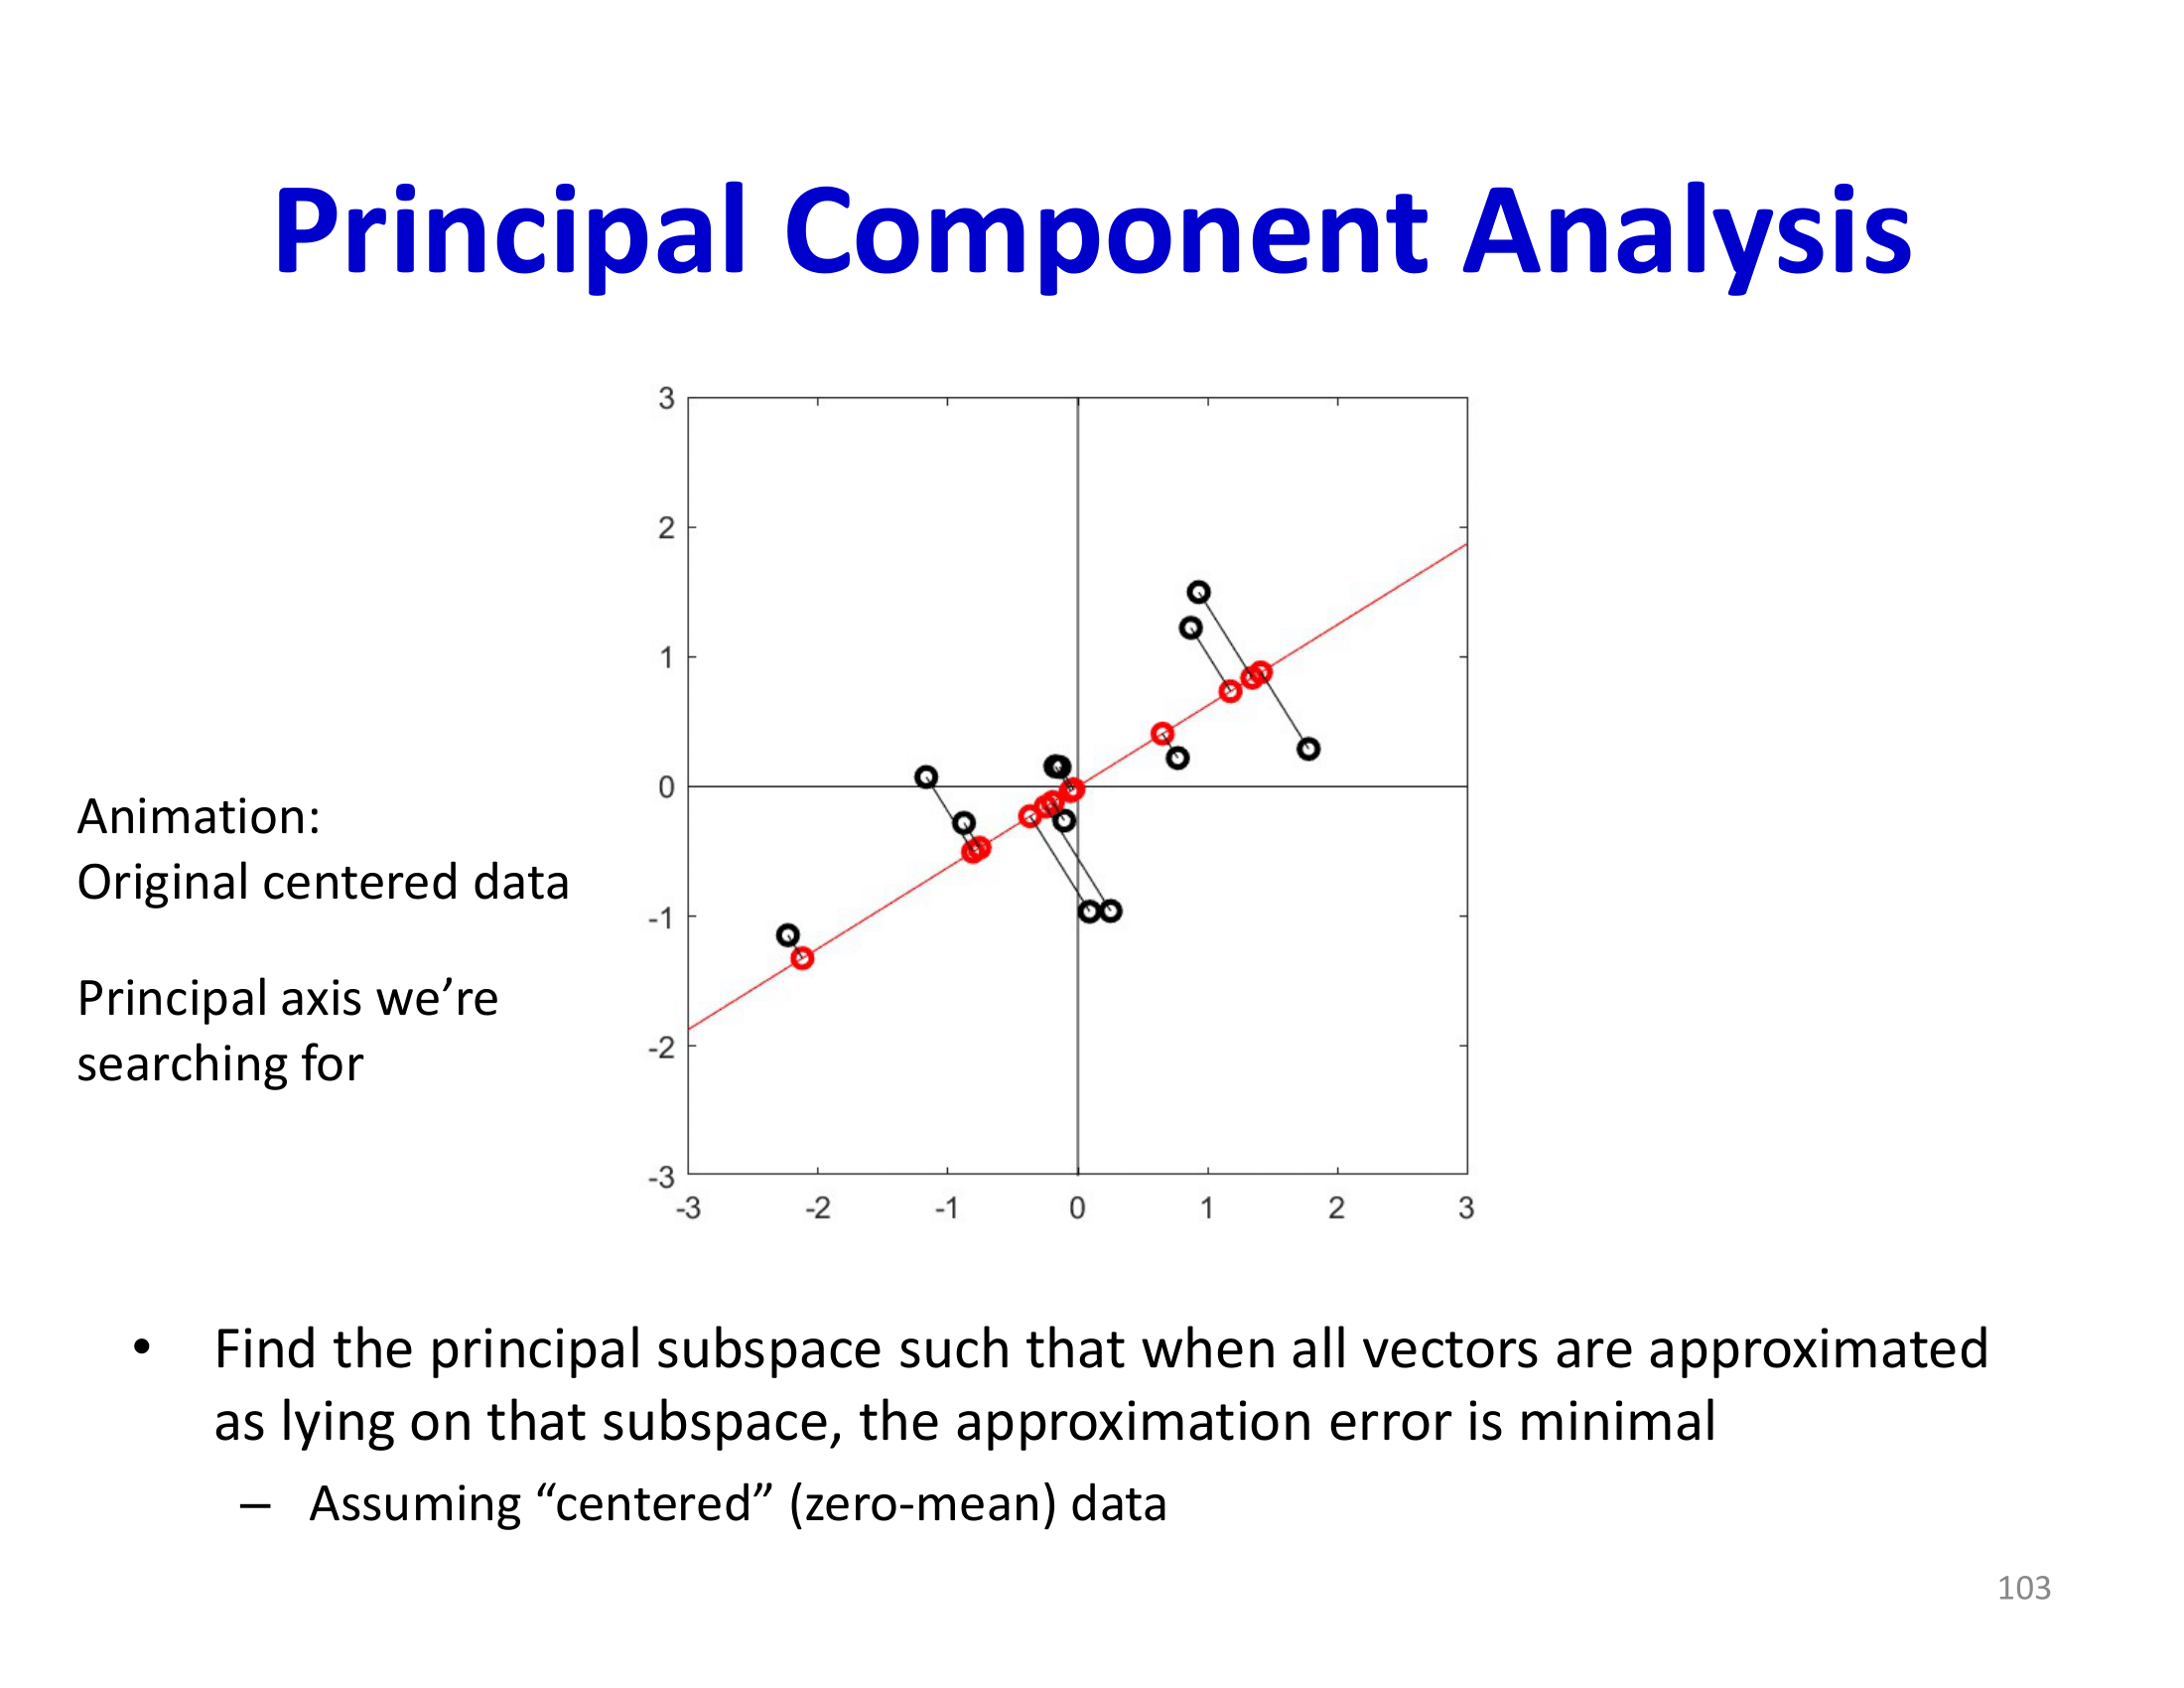 Principal Component Analysis
3
2
1
0
-1
-2
-3
-3 -2 -1 0 1 2 3
Animation:
Original centered data
Principal axis we’re
searching for
• Find the principal subspace such that when all vectors are approximated
as lying on that subspace, the approximation error is minimal
– Assuming “centered” (zero-mean) data
103